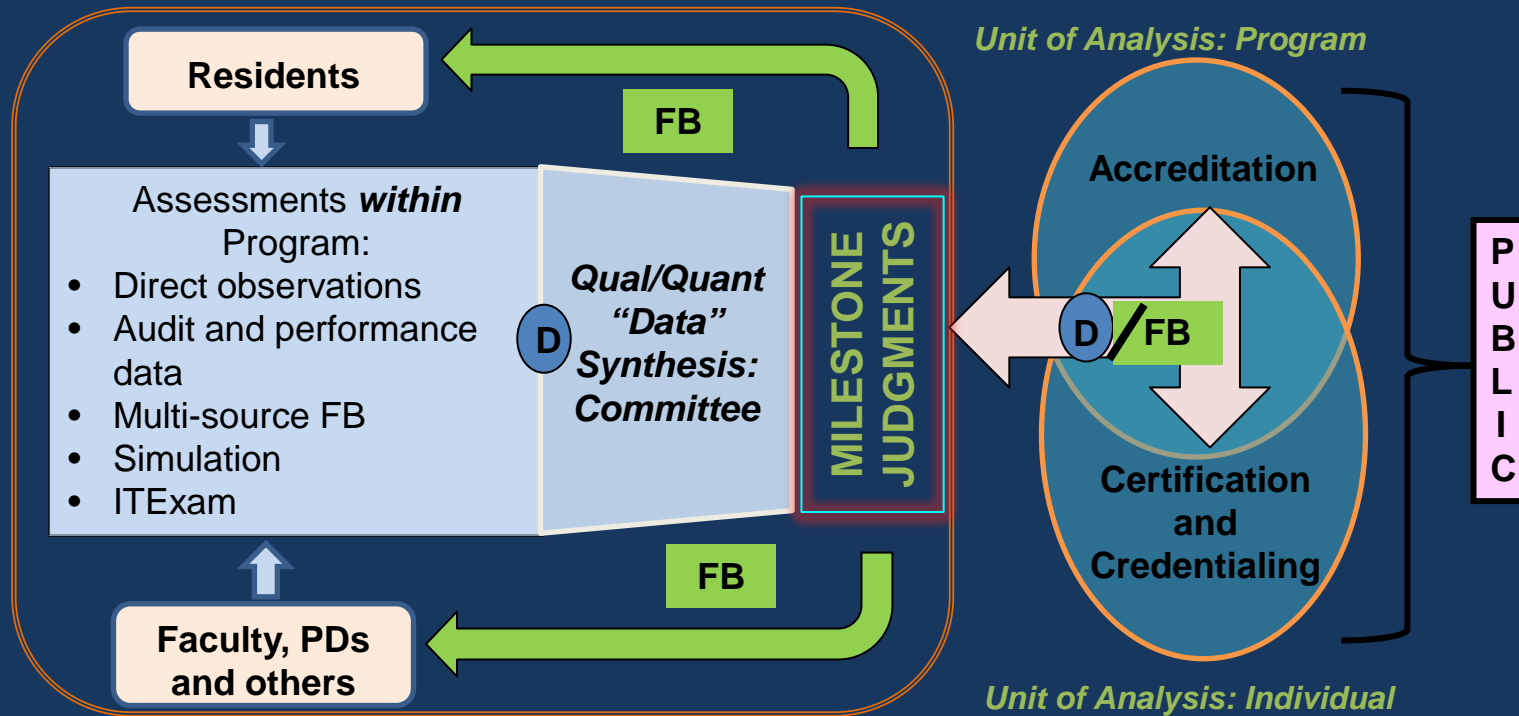 Unit of Analysis: Program
Residents
FB
Accreditation
Assessments within
Program:
• Direct observations
• Audit and performance
data
• Multi-source FB
• Simulation
• ITExam
D
Qual/Quant
“Data”
Synthesis:
Committee
MILESTONE
JUDGMENTS
D
/FB
P
U
B
L
I
C
Certification
and
Credentialing
FB
Faculty, PDs
and others
Unit of Analysis: Individual